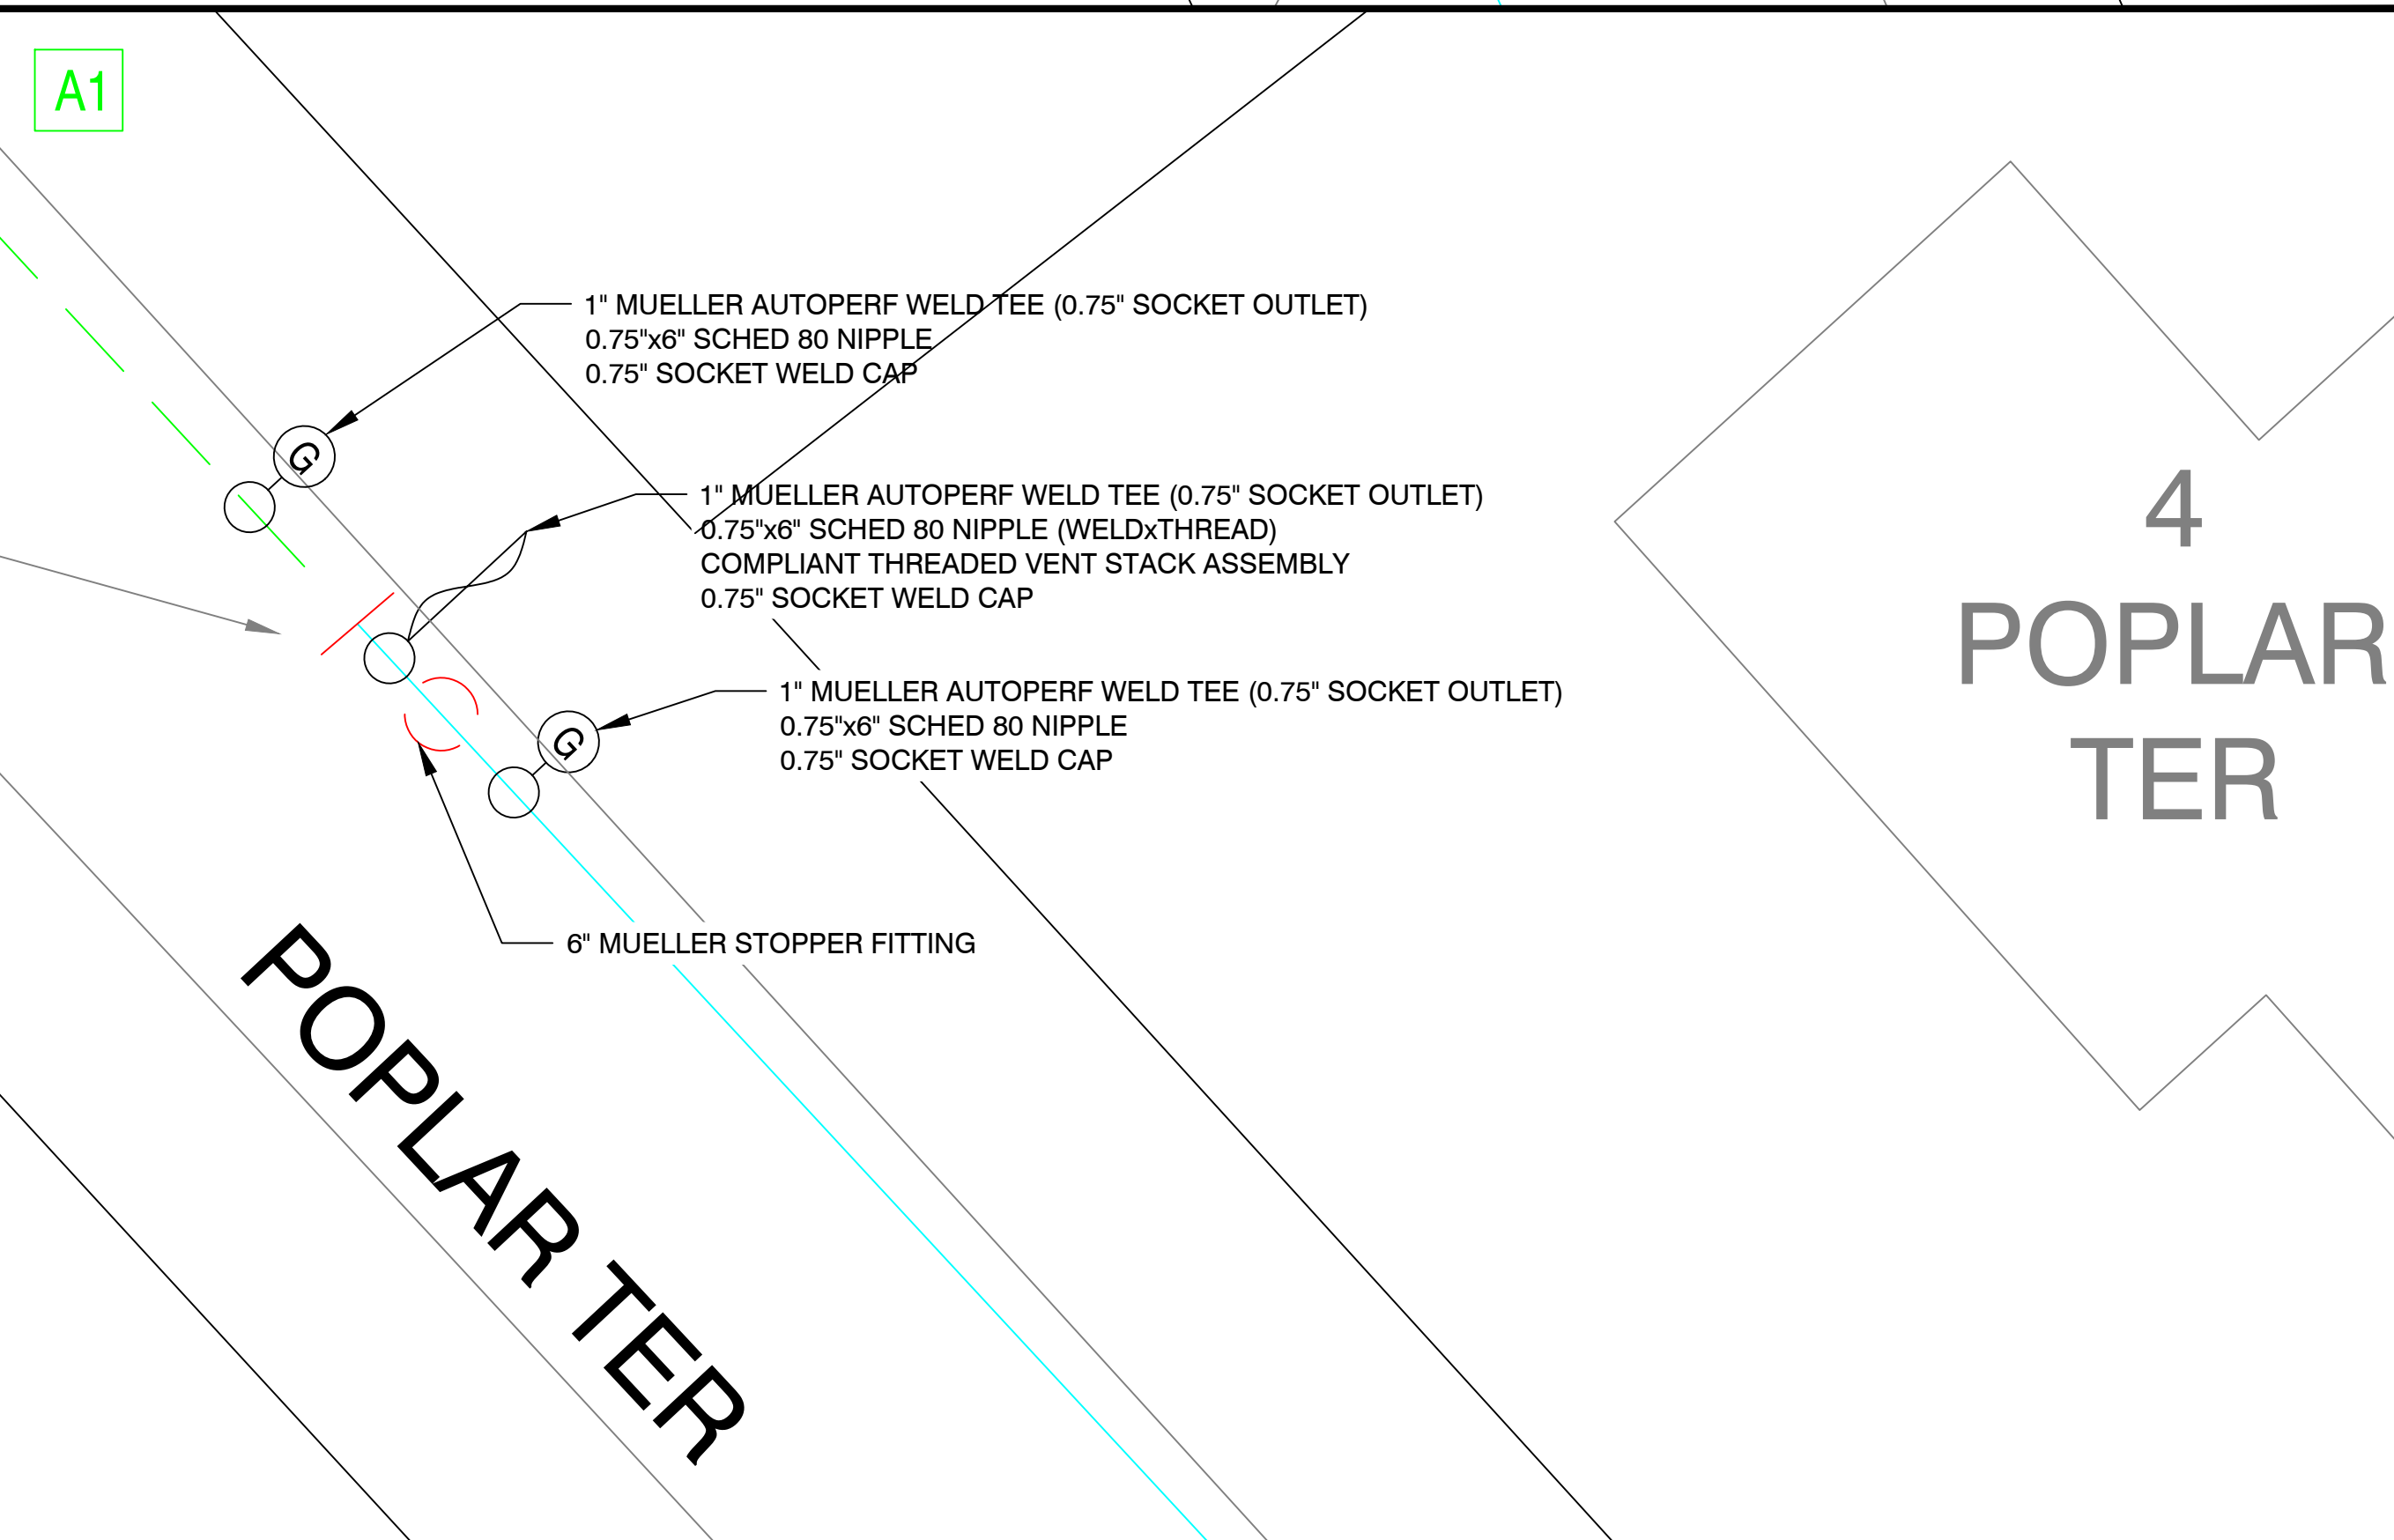 A1
1" MUELLER AUTOPERF WELD TEE (0.75" SOCKET OUTLET)
0.75"x6" SCHED 80 NIPPLE
0.75" SOCKET WELD CAP
G
1" MUELLER AUTOPERF WELD TEE (0.75" SOCKET OUTLET)
0.75"x6" SCHED 80 NIPPLE (WELDxTHREAD)
COMPLIANT THREADED VENT STACK ASSEMBLY
0.75" SOCKET WELD CAP
1" MUELLER AUTOPERF WELD TEE (0.75" SOCKET OUTLET)
0.75"x6" SCHED 80 NIPPLE
0.75" SOCKET WELD CAP
G
6" MUELLER STOPPER FITTING
POPLAR TER
4
POPLAR
TER